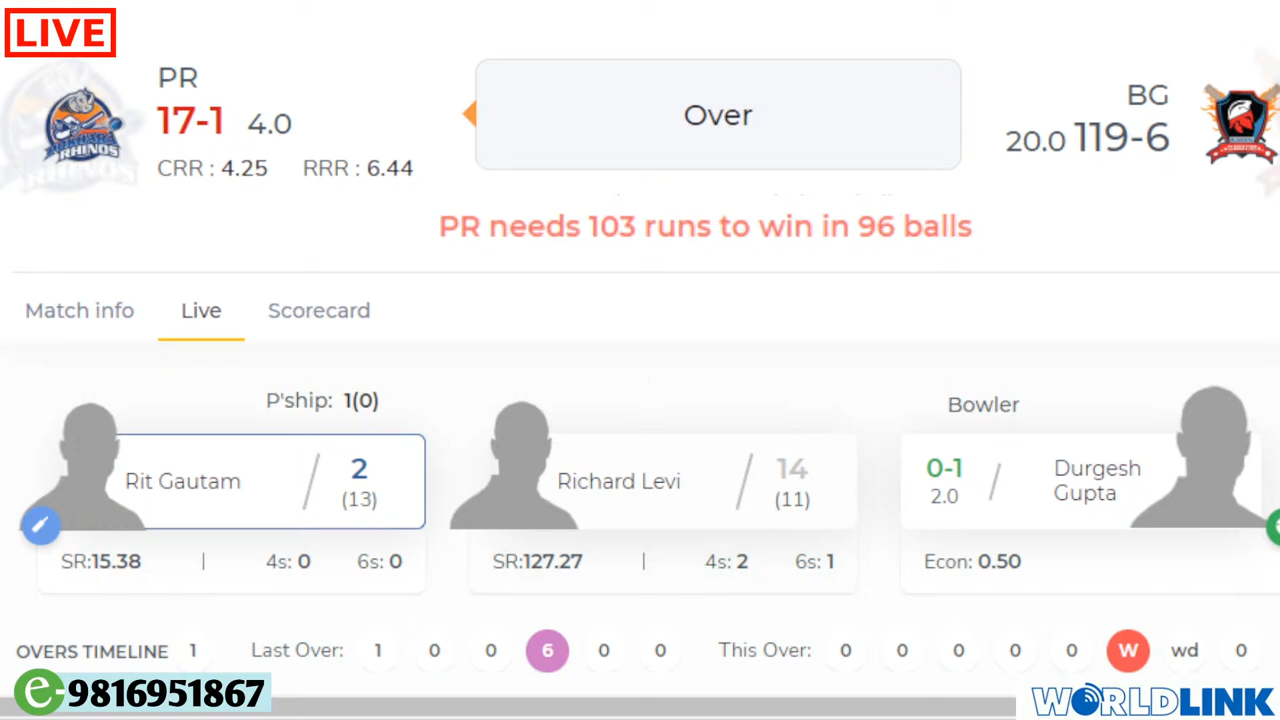 LIVE
PR
17-1 4.0
CRR : 4.25 RRR : 6.44
Over
BG
20.0 119-6
POKHARA
RHINOS
PR needs 103 runs to win in 96 balls
Match info Live Scorecard
P'ship: 1(0)
Bowler
Rit Gautam / 2
(13)
SR:15.38 | 4s: 0 6s: 0
Richard Levi / 14
(11)
SR:127.27 | 4s: 2 6s: 1
0-1 / Durgesh
2.0 Gupta
Econ: 0.50
OVERS TIMELINE 1 Last Over: 1 0 0 6 0 0 This Over: 0 0 0 0 0 W wd 0
e-9816951867
WORLDLINK